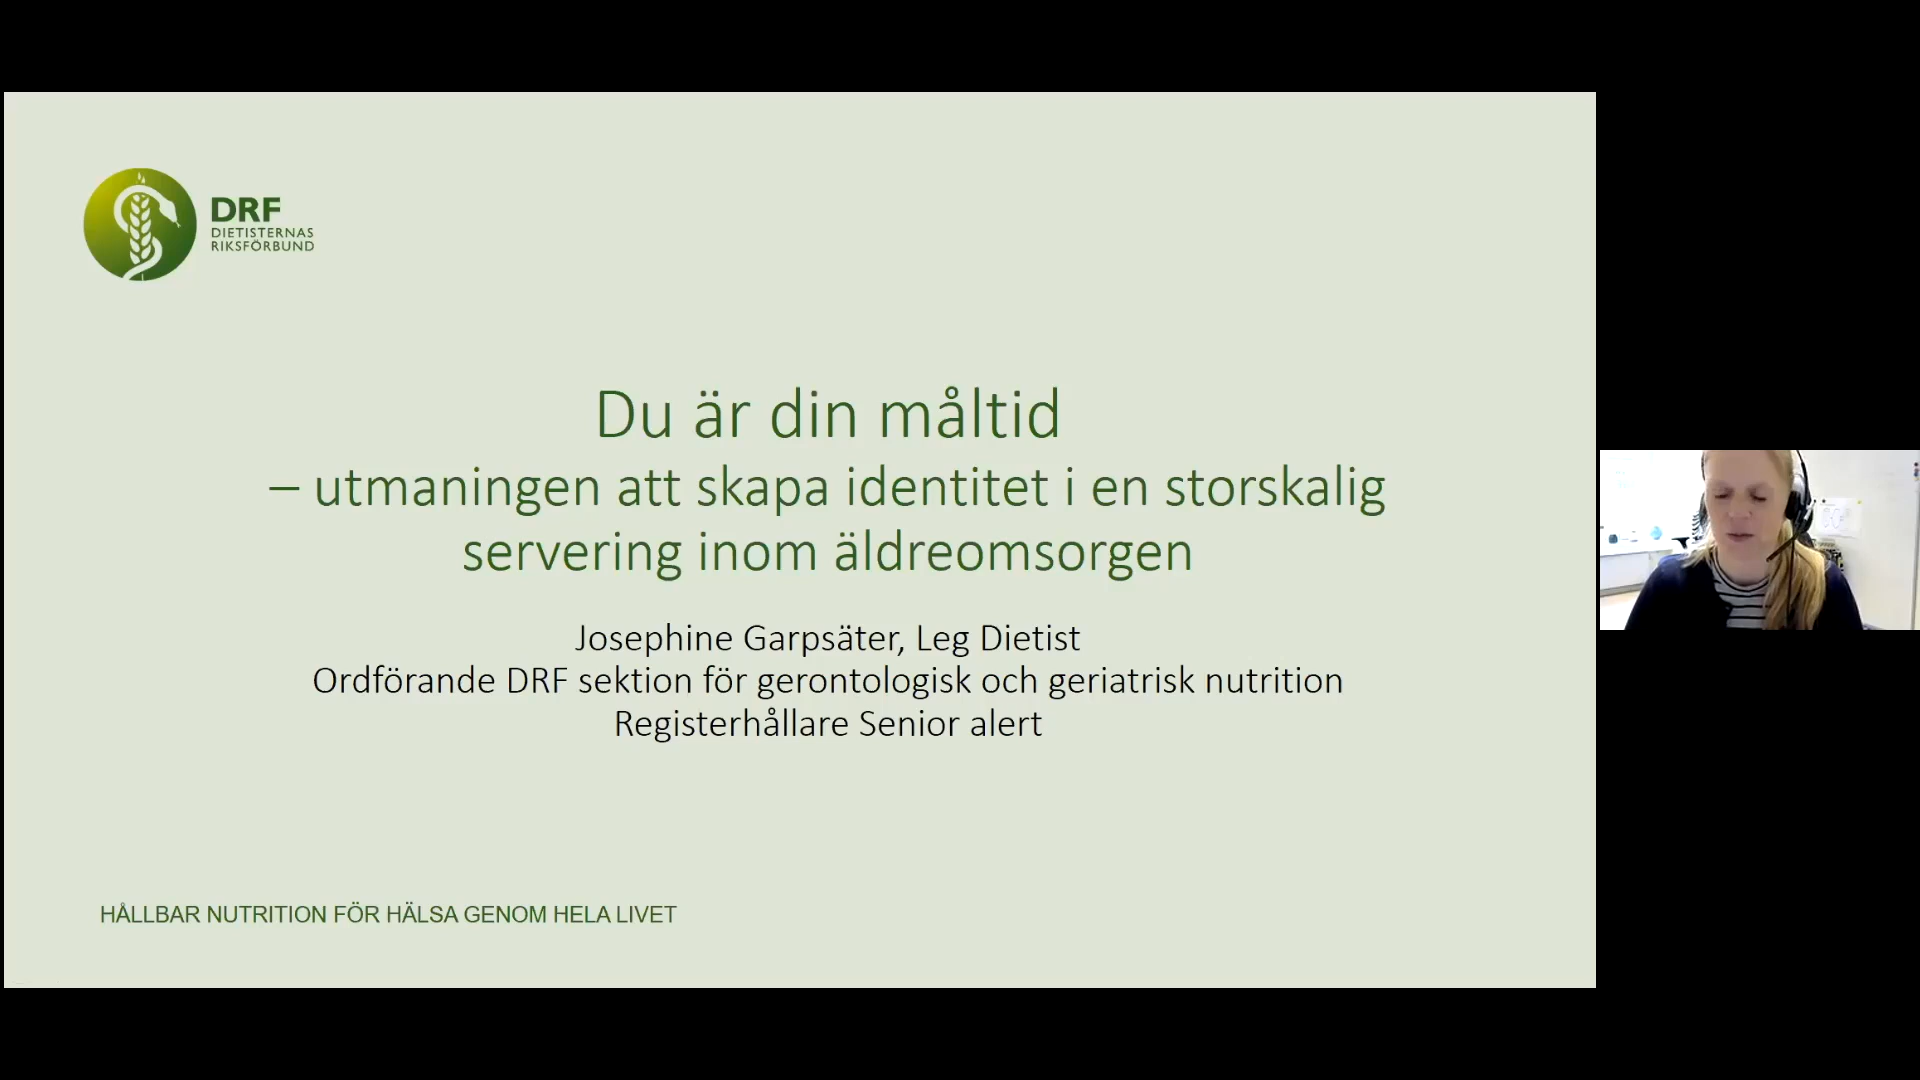 DRF
DIETISTERNAS
RIKSFÖRBUND
Du är din måltid
– utmaningen att skapa identitet i en storskalig
servering inom äldreomsorgen
Josephine Garpsäter, Leg Dietist
Ordförande DRF sektion för gerontologisk och geriatrisk nutrition
Registerhållare Senior alert
HÅLLBAR NUTRITION FÖR HÄLSA GENOM HELA LIVET